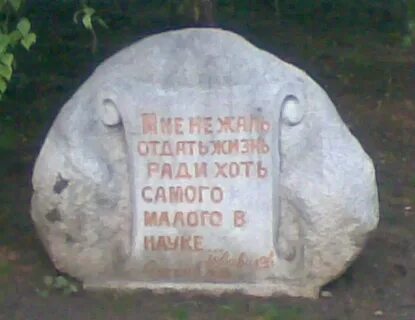 МНЕ НЕ ЖАЛЬ
ОТДАТЬ ЖИЗНЬ
РАДИ ХОТЬ
САМОГО
МАЛОГО В
НАУКЕ...